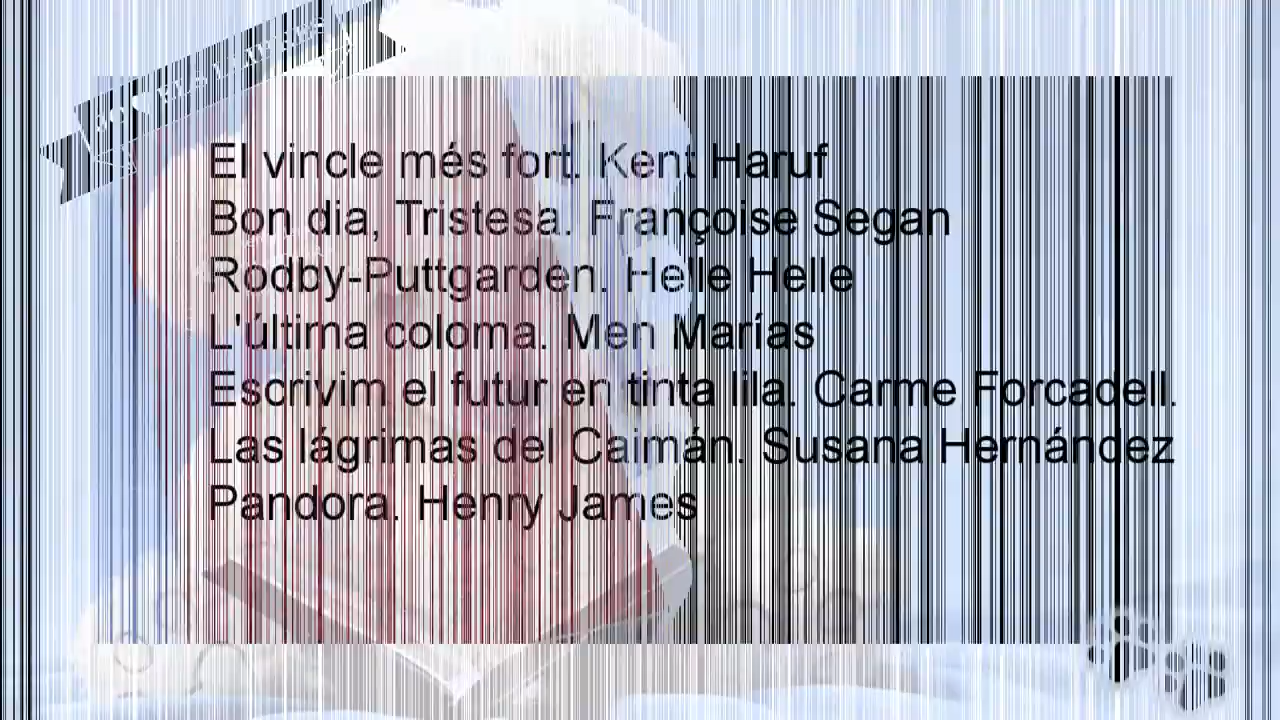 El vincle més fort. Kent Haruf
Bon dia, Tristesa. Françoise Segan
Rodby-Puttgarden. Helle Helle
L'última coloma. Men Marías
Escrivim el futur en tinta lila. Carme Forcadell.
Las lágrimas del Caimán. Susana Hernández
Pandora. Henry James